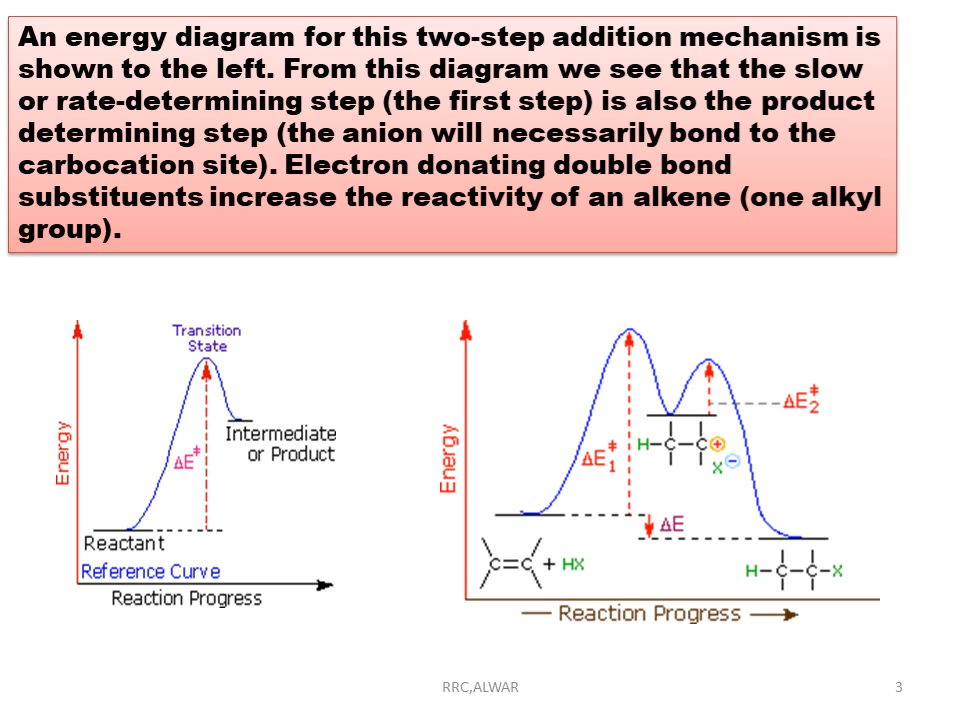 An energy diagram for this two-step addition mechanism is
shown to the left. From this diagram we see that the slow
or rate-determining step (the first step) is also the product
determining step (the anion will necessarily bond to the
carbocation site). Electron donating double bond
substituents increase the reactivity of an alkene (one alkyl
group).
Transition
State
Energy
ΔE‡
Intermediate
or Product
Reactant
Reference Curve
Reaction Progress
Energy
ΔE1‡
ΔE2‡
H-C-C⊕
X⊖
ΔE
C=C + HX
H-C-C-X
Reaction Progress
RRC,ALWAR
3